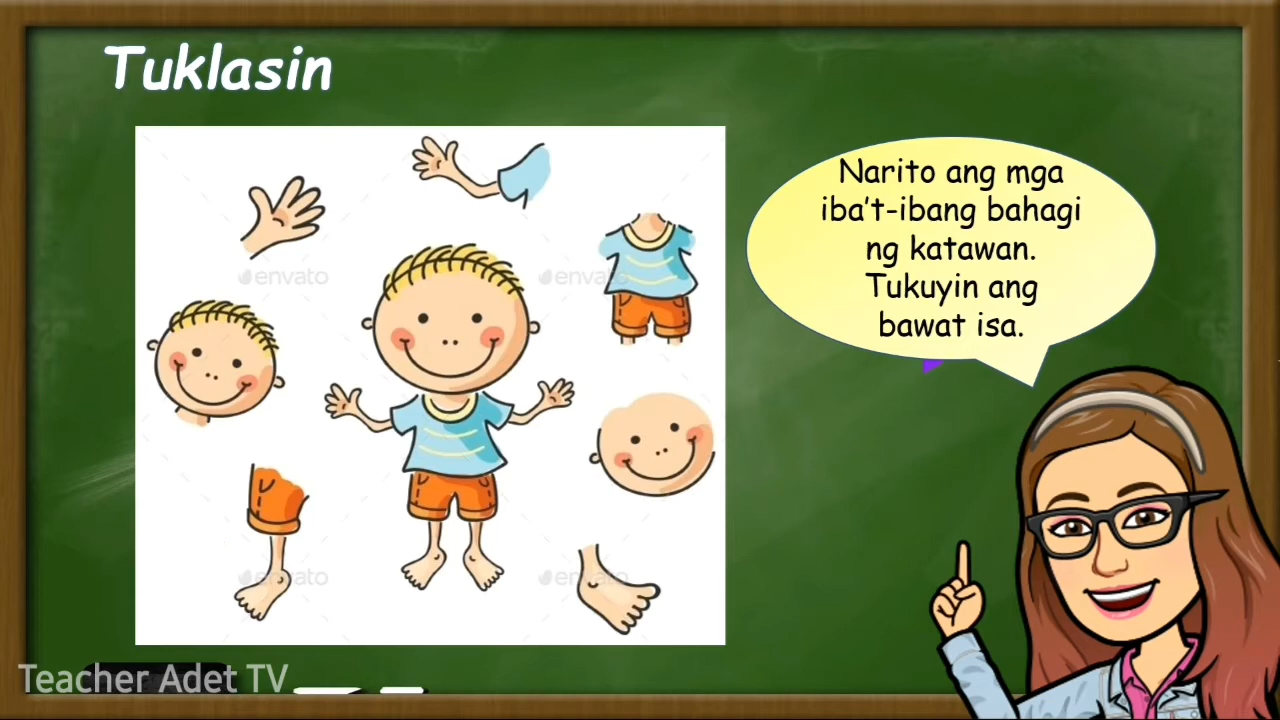 Tuklasin
Narito ang mga
iba't-ibang bahagi
ng katawan.
Tukuyin ang
bawat isa.
envato
envato
envato
envato
Teacher Adet TV